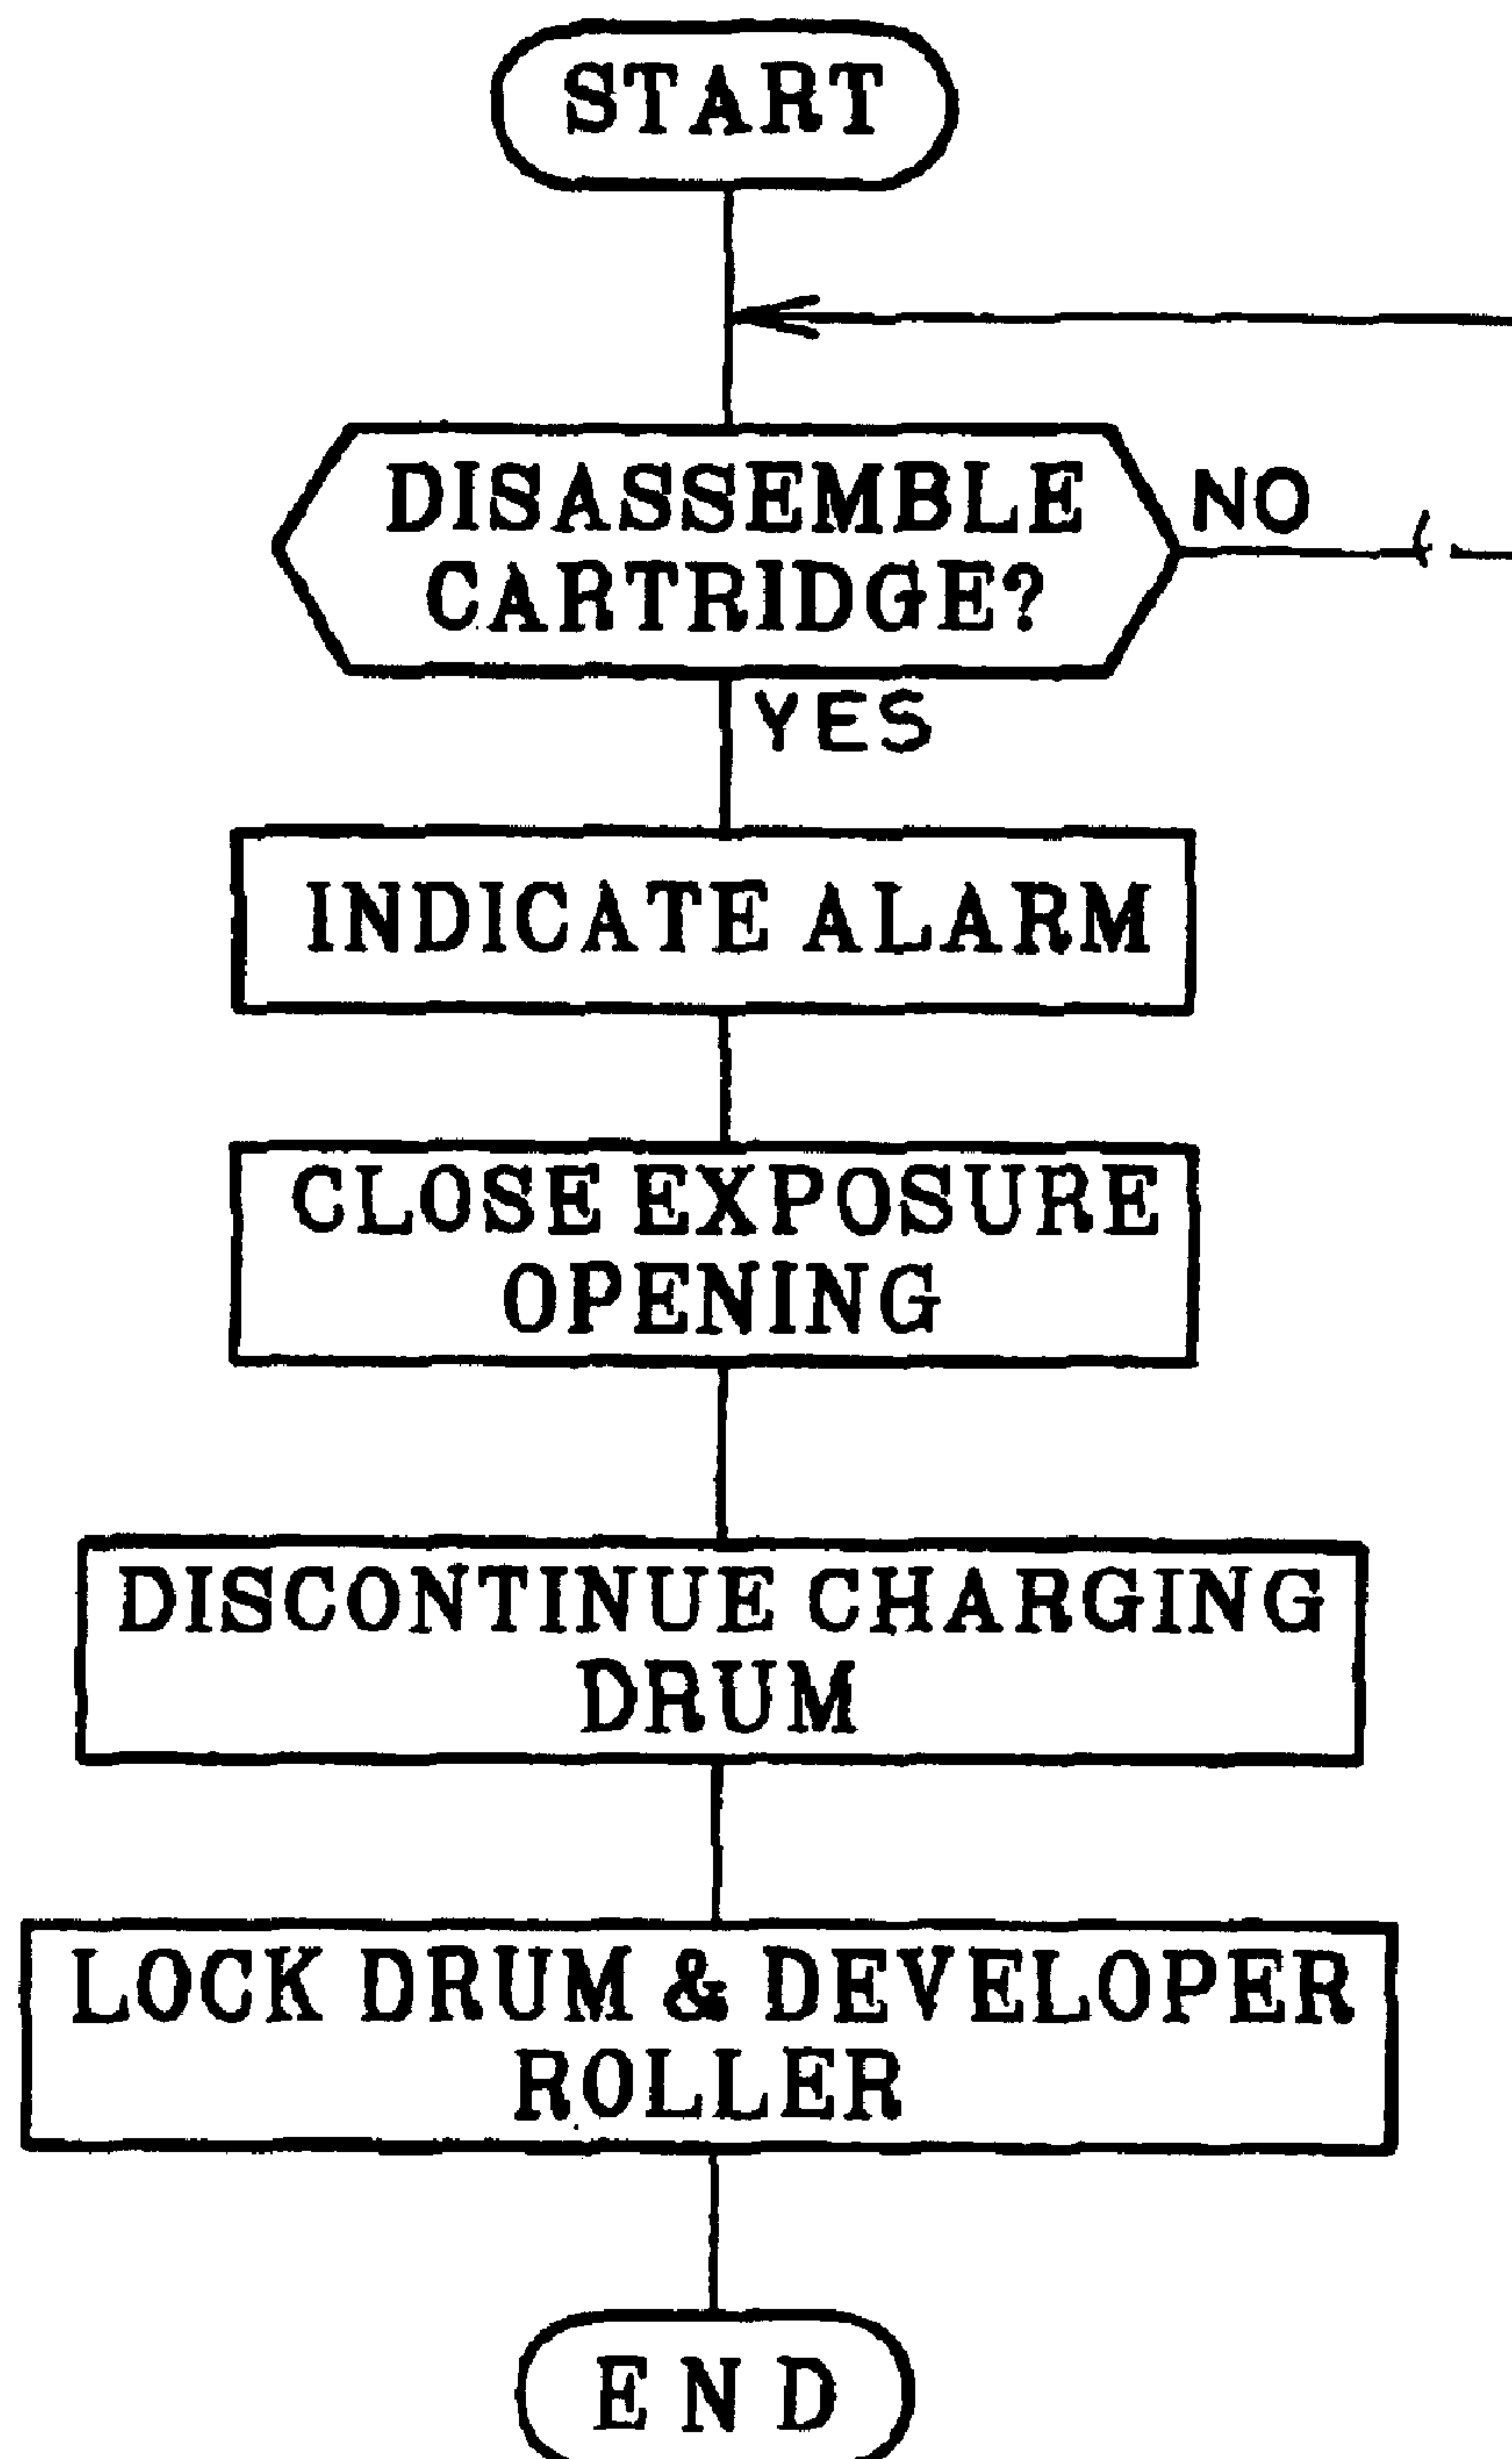 START
DISASSEMBLE
CARTRIDGE?
NO
YES
INDICATE ALARM
CLOSE EXPOSURE
OPENING
DISCONTINUE CHARGING
DRUM
LOCK DRUM & DEVELOPER
ROLLER
END